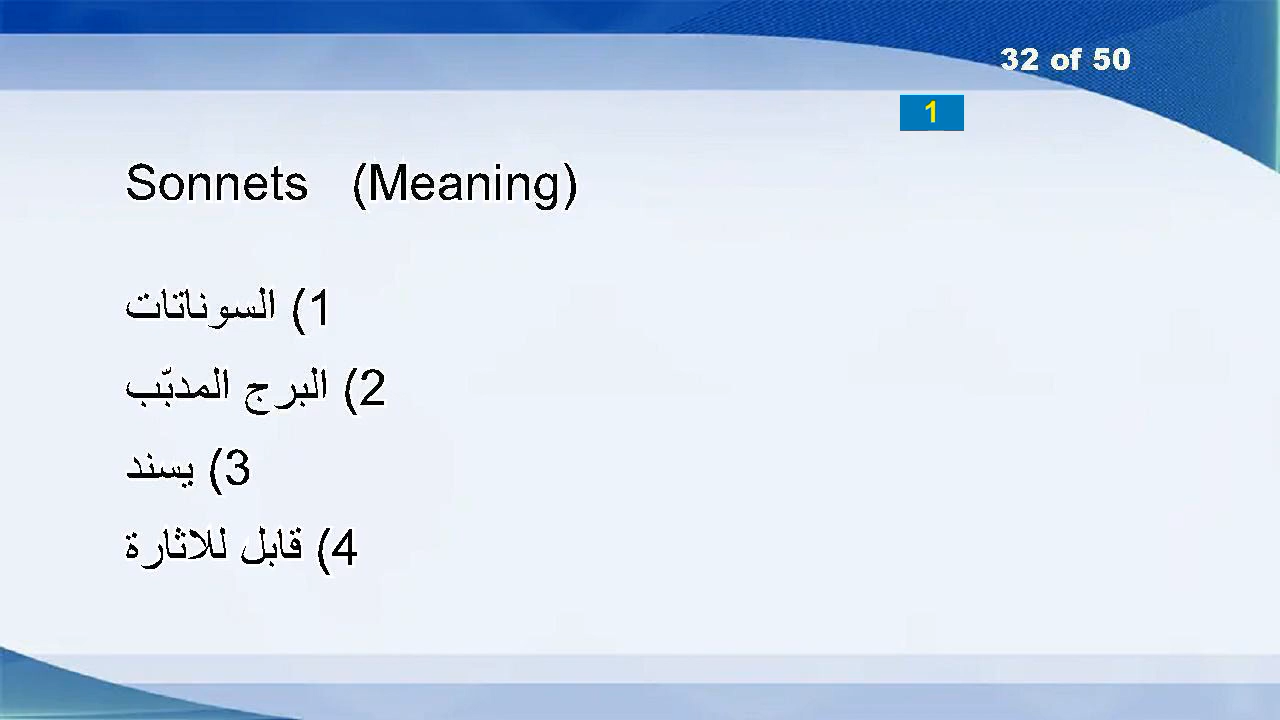 32 of 50
1
Sonnets (Meaning)
1) السوناتات
2) البرج المدبّب
3) يسند
4) قابل للاثارة